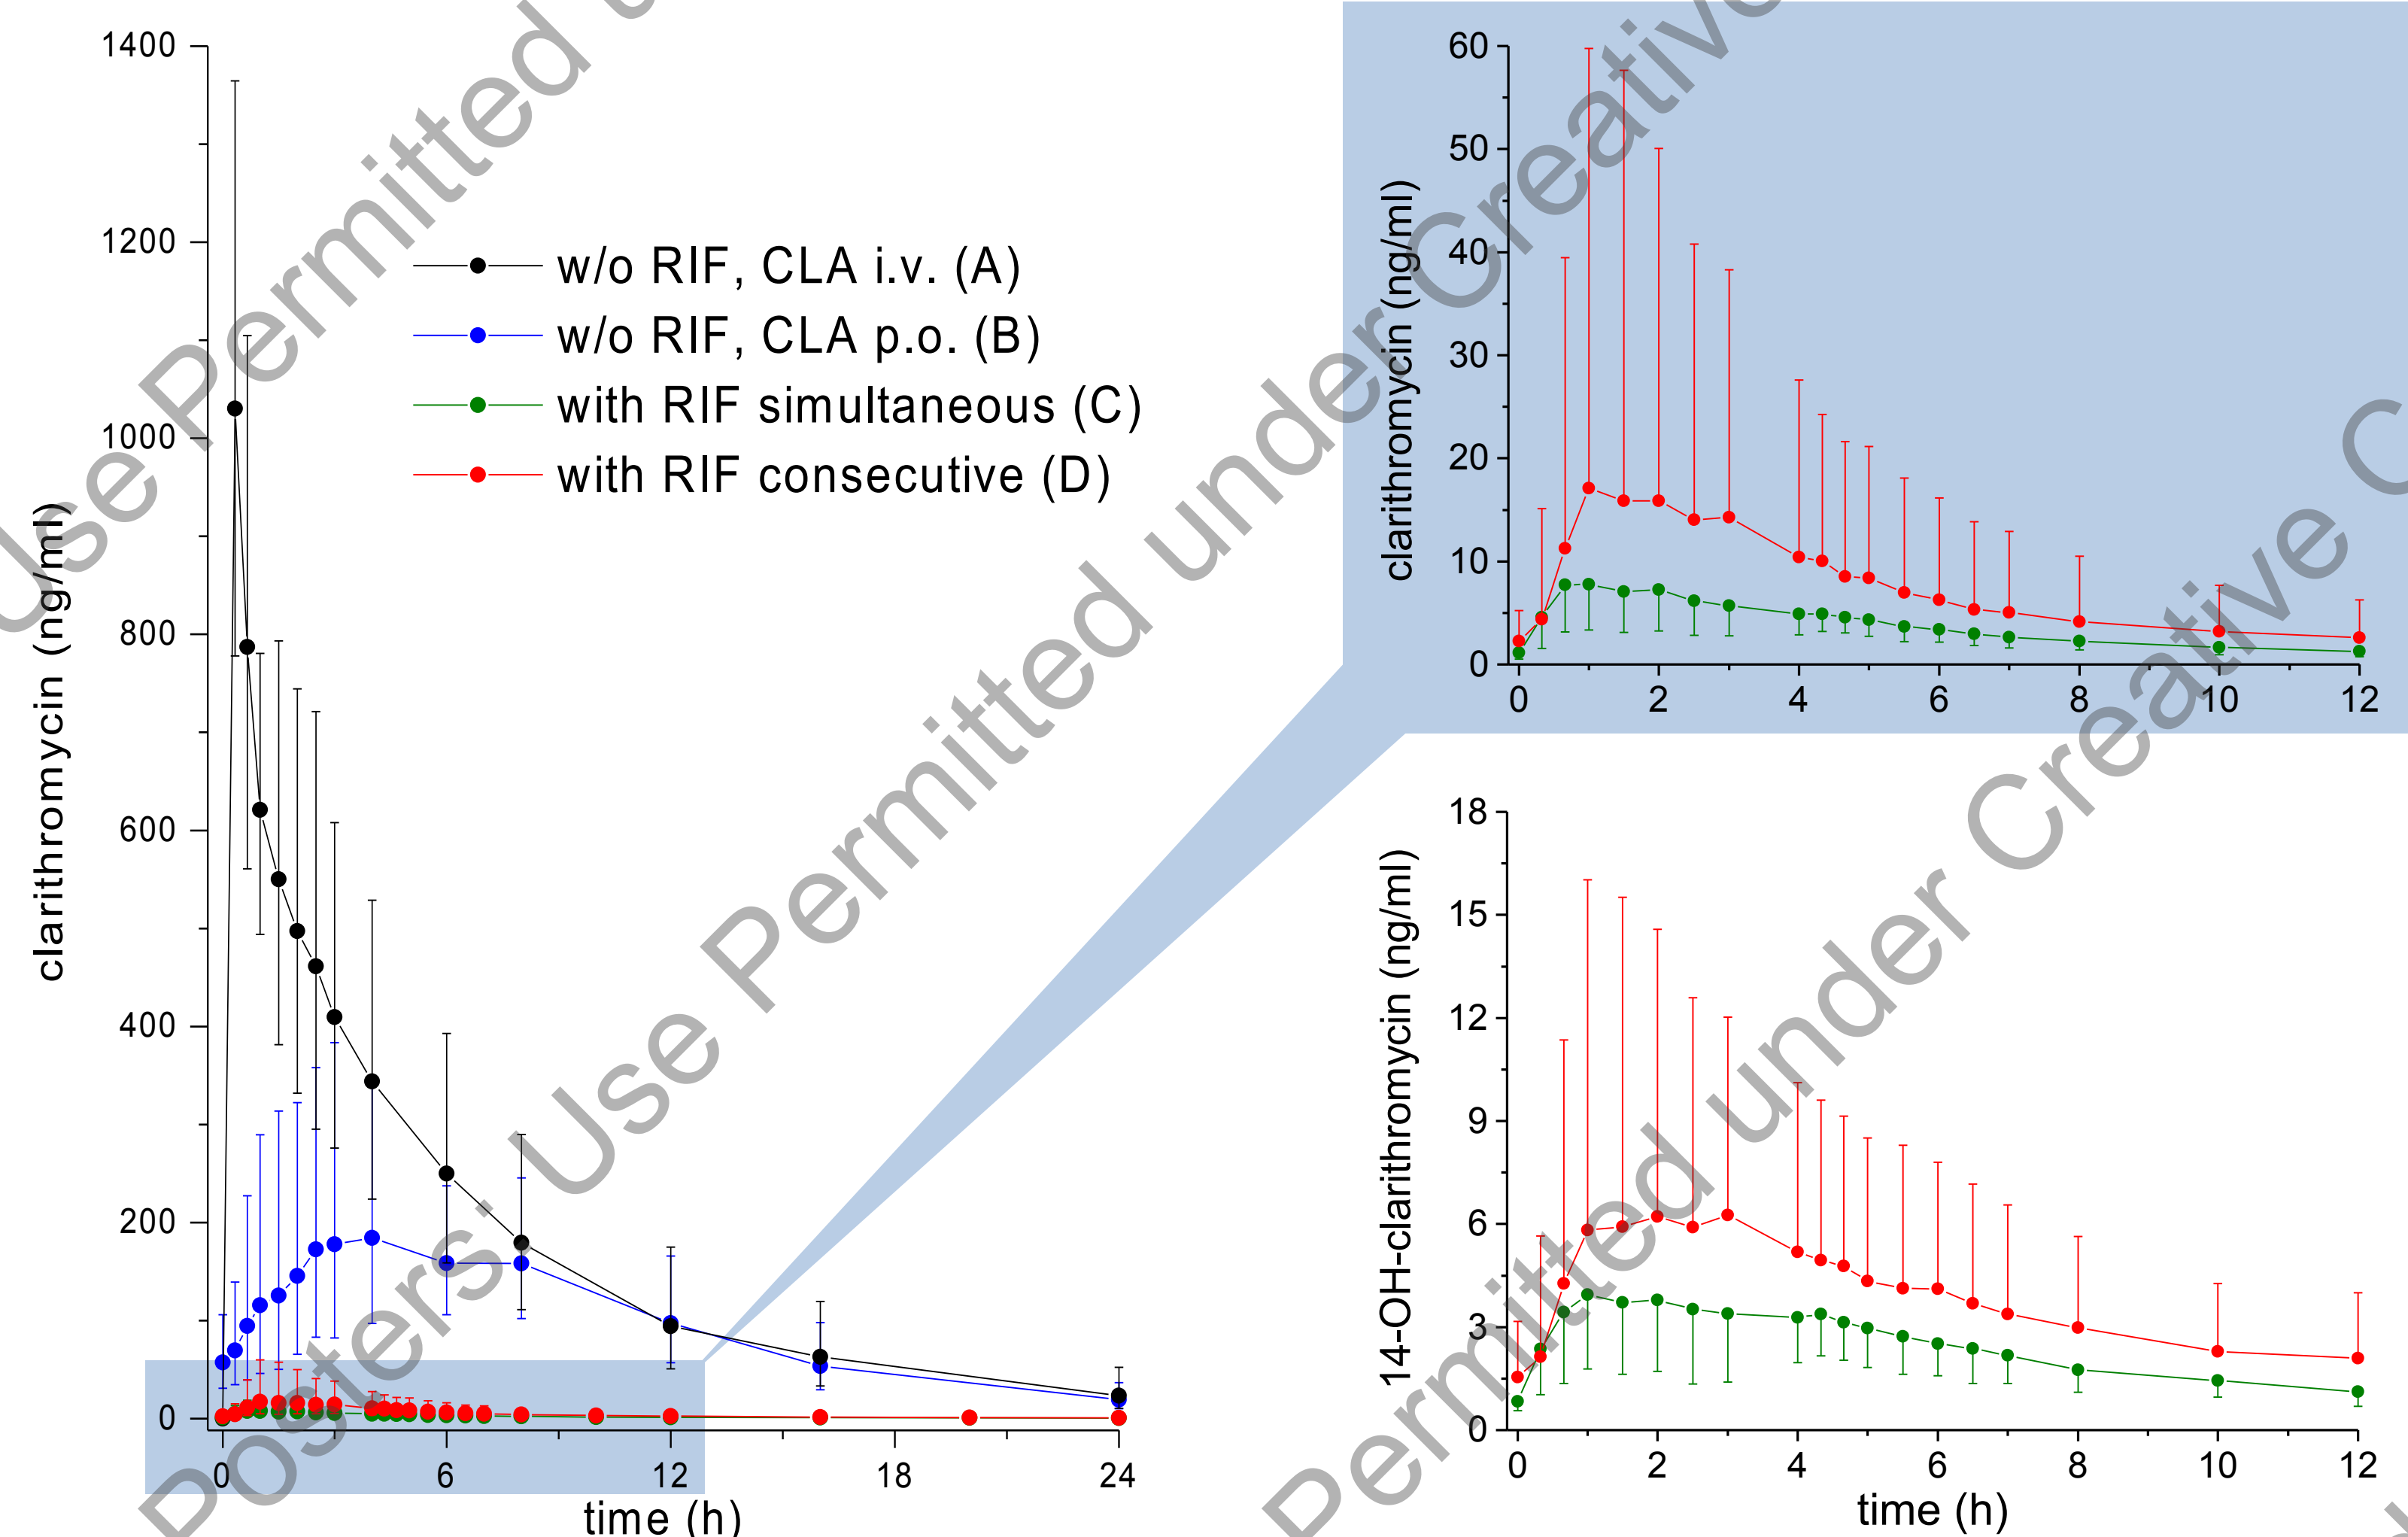 1400
1200
1000
800
600
400
200
0
clarithromycin (ng/ml)
w/o RIF, CLA i.v. (A)
w/o RIF, CLA p.o. (B)
with RIF simultaneous (C)
with RIF consecutive (D)
0 6 12 18 24
time (h)
60
50
40
30
20
10
0
clarithromycin (ng/ml)
0 2 4 6 8 10 12
18
15
12
9
6
3
0
14-OH-clarithromycin (ng/ml)
0 2 4 6 8 10 12
time (h)
Use Permitted u
Posters' Use Permitted under Creative
Permitted under Creative C